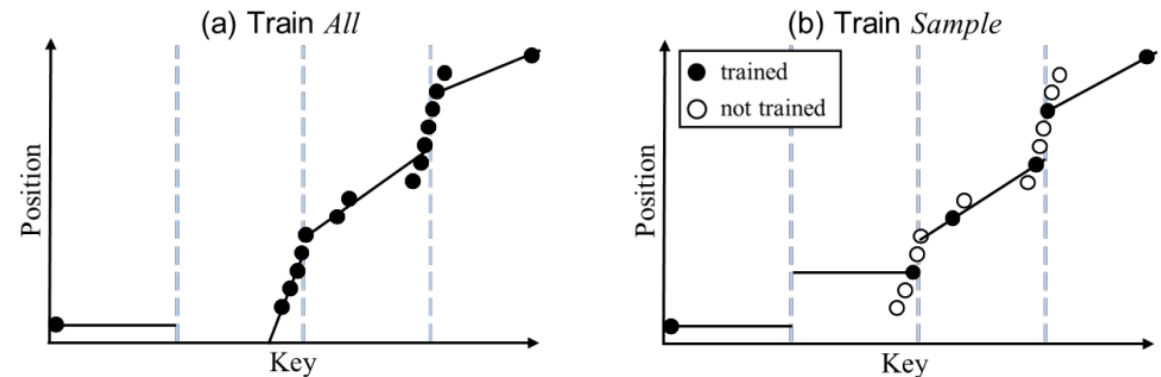 (a) Train All
Position
Key
(b) Train Sample
trained
not trained
Position
Key